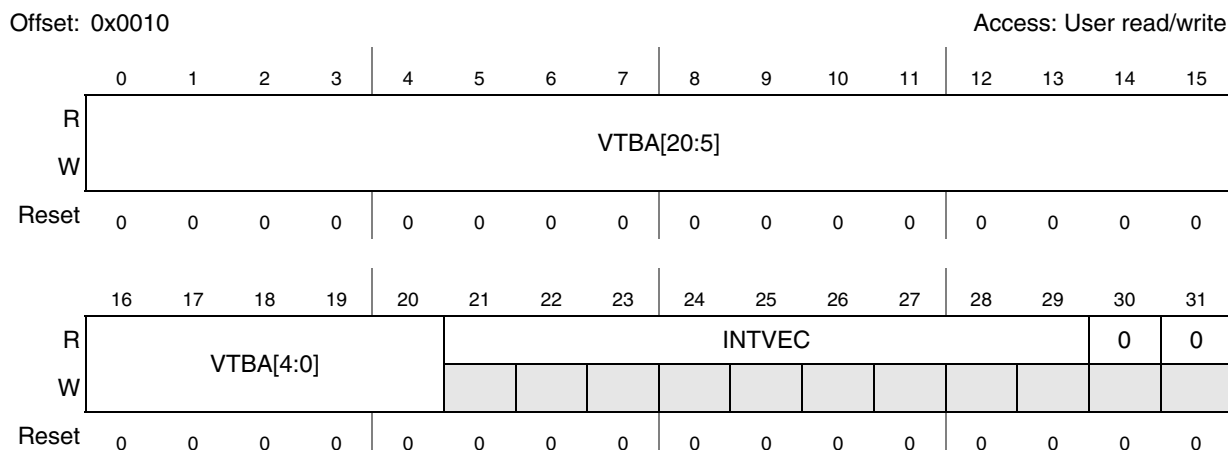 Offset: 0x0010 Access: User read/write
0 1 2 3 4 5 6 7 8 9 10 11 12 13 14 15
R
VTBA[20:5]
W
Reset 0 0 0 0 0 0 0 0 0 0 0 0 0 0 0 0
16 17 18 19 20 21 22 23 24 25 26 27 28 29 30 31
R INTVEC 0 0
VTBA[4:0]
W
Reset 0 0 0 0 0 0 0 0 0 0 0 0 0 0 0 0